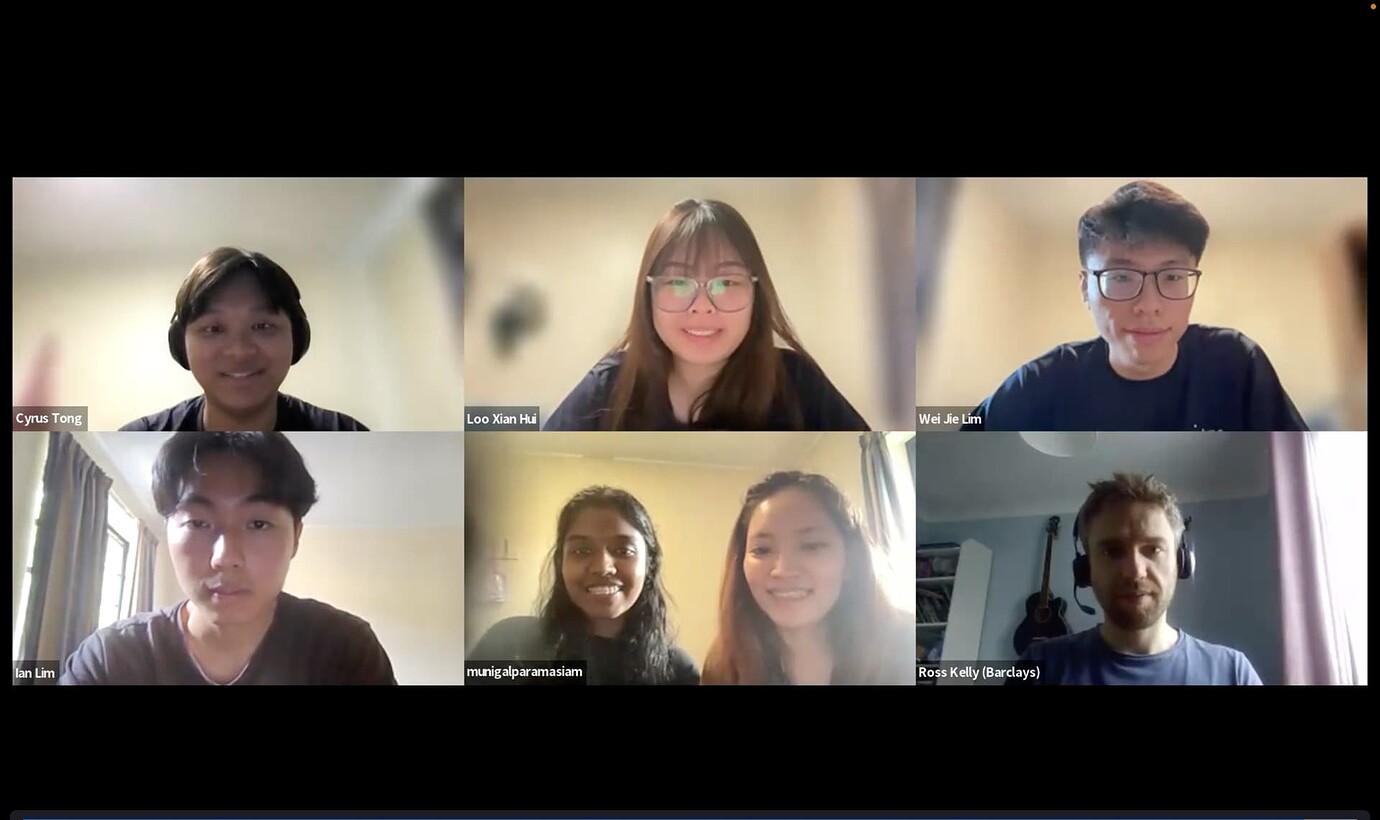 Cyrus Tong
Loo Xian Hui
Wei Jie Lim
Ian Lim
munigalparamasiam
Ross Kelly (Barclays)